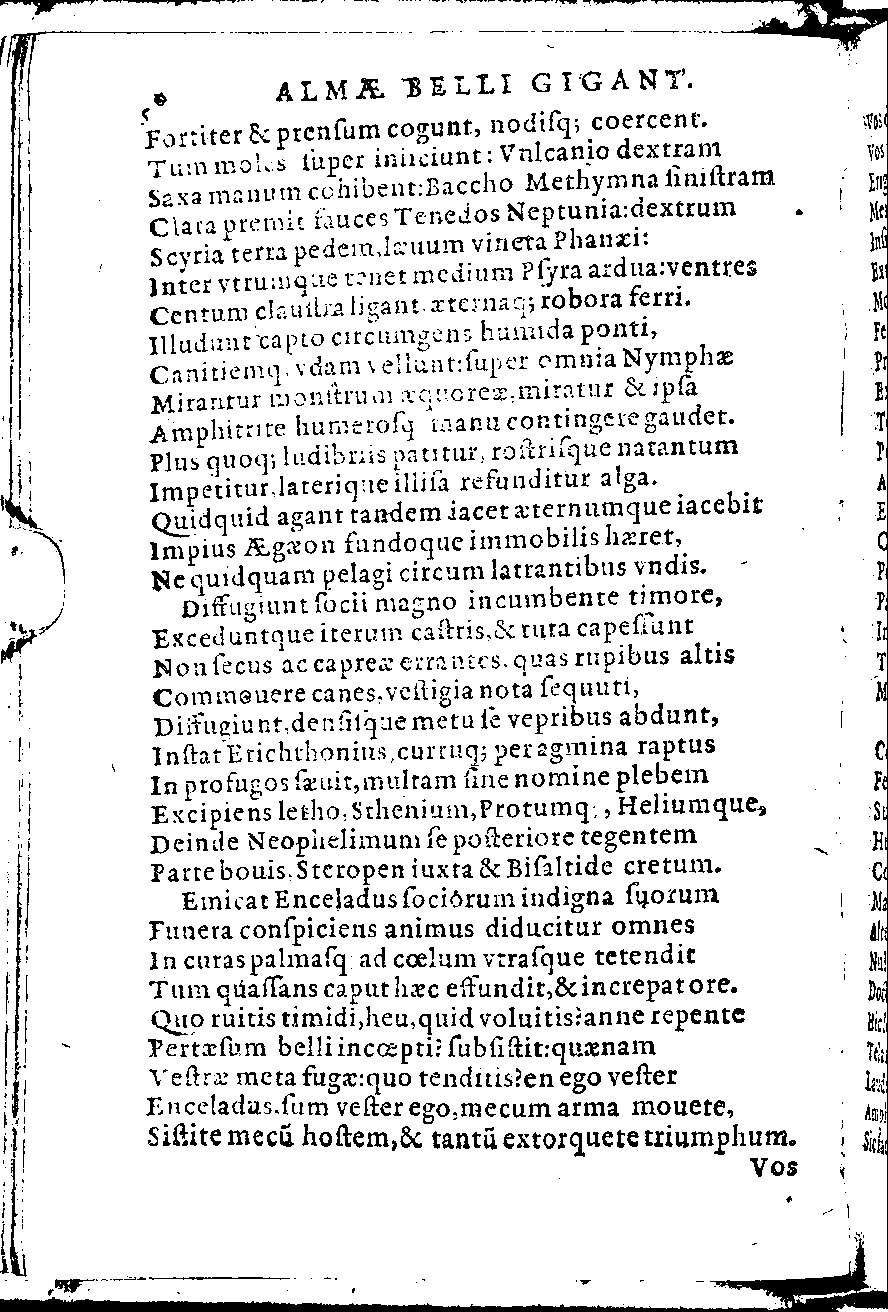 ALMÆ BELLI GIGANT.
Fortiter & prenſum cogunt, nodiſq; coercent.
Tum moles ſuper iniiciunt: Vulcanio dextram
Saxa manum cohibent:Baccho Methymna ſiniſtram
Clara premit fauces Tenedos Neptunia:dextrum
Scyria terra pedem,læuum vineta Phanæi:
Inter vtrumque tenet medium Pſyra ardua:ventres
Centum clauſtra ligant.æternaq; robora ferri.
Illudunt capto circum gens humida ponti,
Canitiemq. vdam vellunt:ſuper omnia Nymphæ
Mirantur monſtrum æquoreæ,miratur & ipſa
Amphitrite humeroſq manu contingere gaudet.
Plus quoq; ludibriis patitur, roſtriſque natantum
Impetitur,laterique illiſa refunditur alga.
Quidquid agant tandem iacet æternumque iacebit
Impius Ægæon fundoque immobilis hæret,
Ne quidquam pelagi circum latrantibus vndis.
Diffugiunt ſocii magno incumbente timore,
Exceduntque iterum caſtris,& tuta capeſſunt
Non ſecus ac capreæ errantes, quas rupibus altis
Commouere canes,veſtigia nota ſequuti,
Diffugiunt,denſiſque metu ſe vepribus abdunt,
Inſtat Erichthonius,curruq; per agmina raptus
In profugos ſæuit,multam ſine nomine plebem
Excipiens letho,Sthenium,Protumq;, Heliumque,
Deinde Neophelimum ſe poſteriore tegentem
Parte bouis.Steropen iuxta & Biſaltide cretum.
Emicat Enceladus ſociôrum indigna ſuorum
Funera conſpiciens animus diducitur omnes
In curas palmaſq ad cœlum vtraſque tetendit
Tum quaſſans caput hæc effundit,& increpat ore.
Quo ruitis timidi,heu,quid voluitis?anne repente
Pertæſum belli incœpti? ſubſiſtit:quænam
Veſtræ meta fugæ:quo tenditis?en ego veſter
Enceladus.ſum veſter ego,mecum arma mouete,
Siſtite mecũ hoſtem,& tantũ extorquete triumphum.
Vos